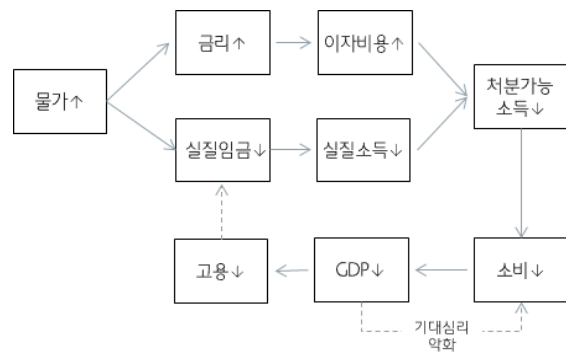 금리↑
이자비용↑
물가↑
처분가능
소득↓
실질임금↓
실질소득↓
고용↓
GDP↓
소비↓
기대심리
악화